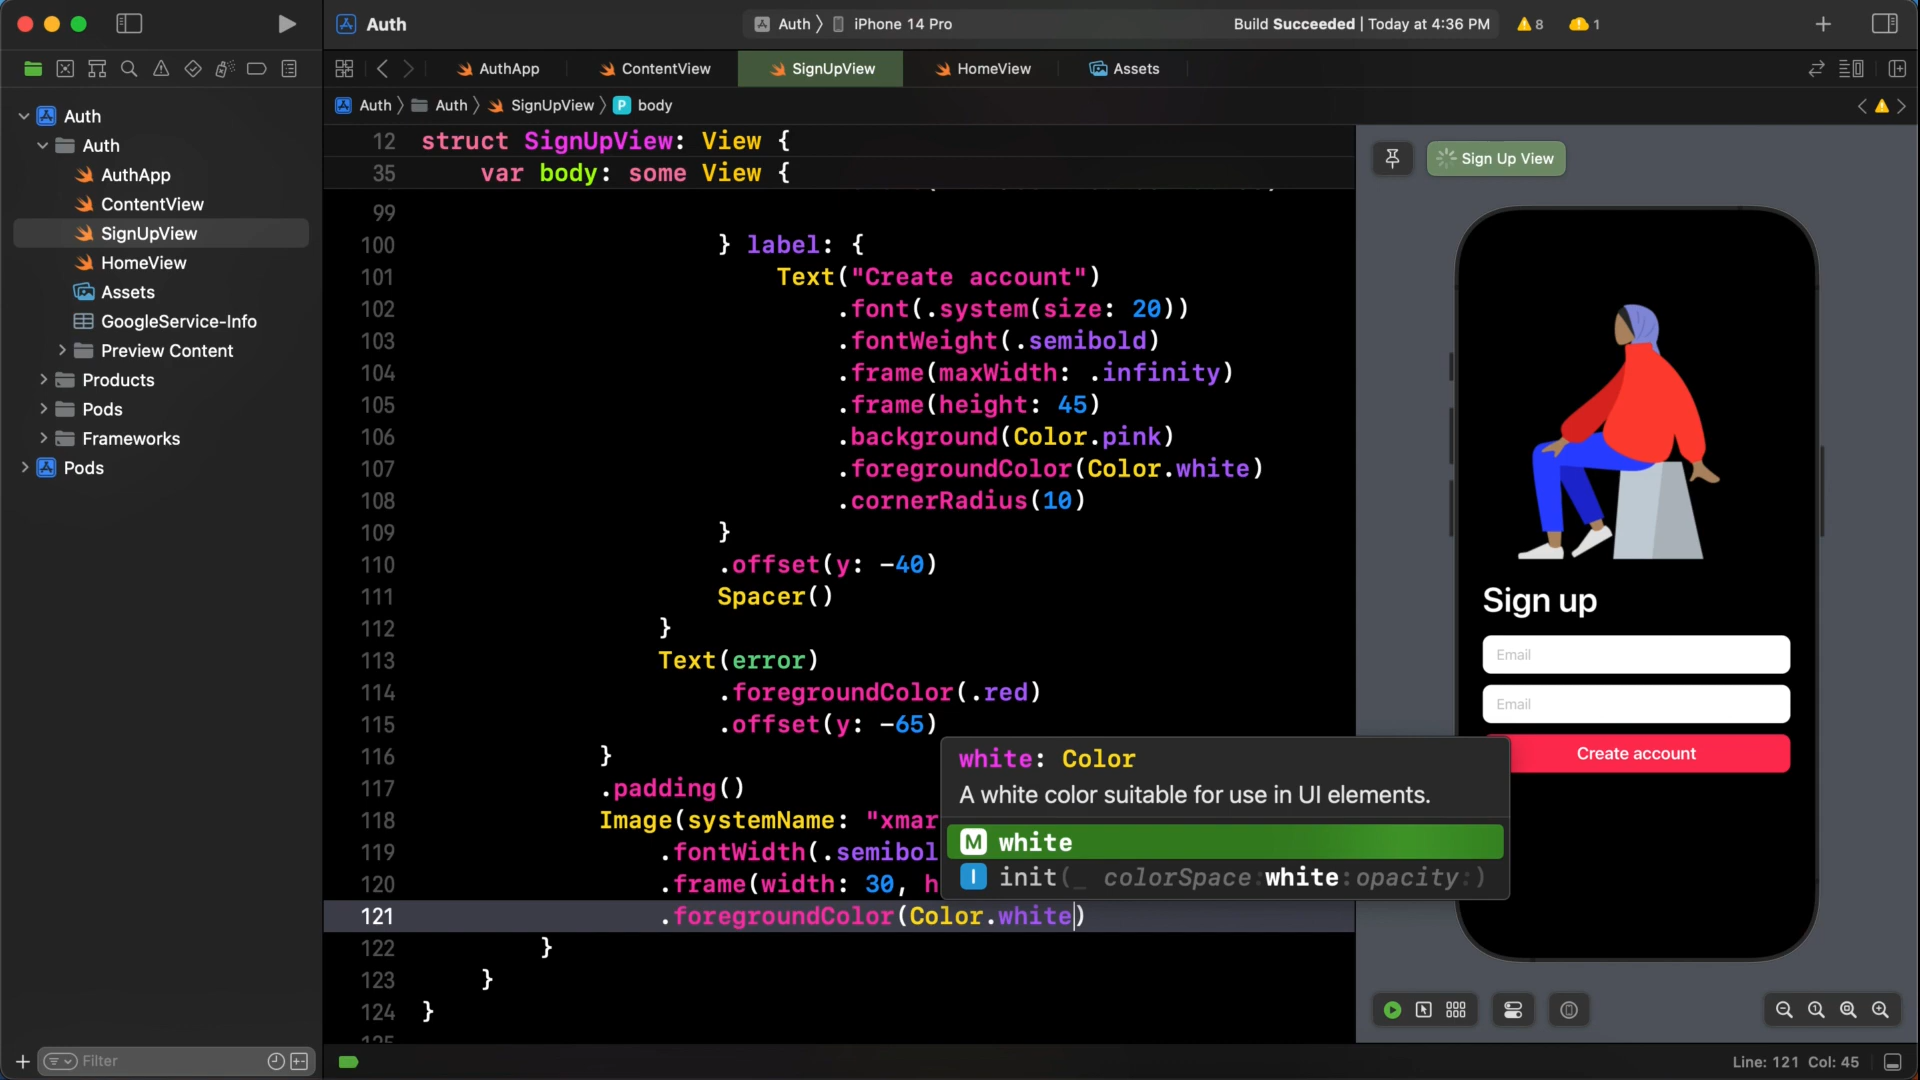 Auth
Auth
iPhone 14 Pro
Build Succeeded | Today at 4:36 PM
8
1
AuthApp
ContentView
SignUpView
HomeView
Assets
Auth
Auth
SignUpView
P
body
Auth
Auth
AuthApp
ContentView
SignUpView
HomeView
Assets
GoogleService-Info
Preview Content
Products
Pods
Frameworks
Pods
Filter
12 struct SignUpView: View {
35 var body: some View {
99
100 } label: {
101 Text("Create account")
102 .font(.system(size: 20))
103 .fontWeight(.semibold)
104 .frame(maxWidth: .infinity)
105 .frame(height: 45)
106 .background(Color.pink)
107 .foregroundColor(Color.white)
108 .cornerRadius(10)
109 }
110 .offset(y: -40)
111 Spacer()
112 }
113 Text(error)
114 .foregroundColor(.red)
115 .offset(y: -65)
116 }
117 .padding()
118 Image(systemName: "xmar
119 .fontWidth(.semibol
120 .frame(width: 30, h
121 .foregroundColor(Color.white)
122 }
123 }
124 }
white: Color
A white color suitable for use in UI elements.
M white
I init(_ colorSpace:white:opacity:)
Sign Up View
Sign up
Email
Email
Create account
Line: 121 Col: 45